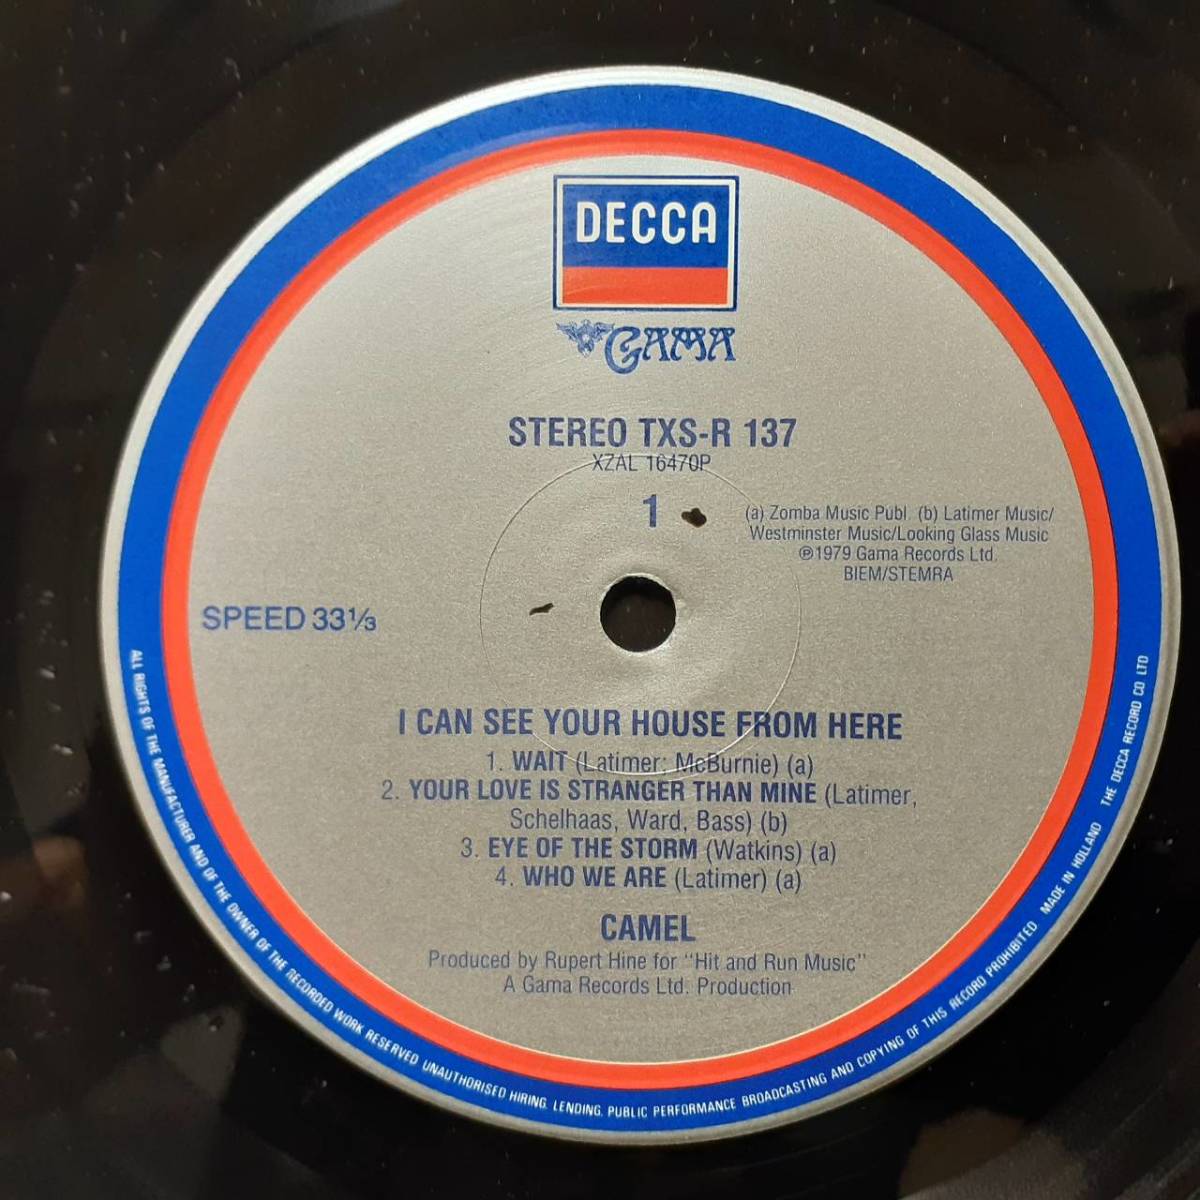 DECCA
GAMA
STEREO TXS-R 137
XZAL 16470P
1
(a) Zomba Music Publ (b) Latimer Music/
Westminster Music/Looking Glass Music
℗1979 Gama Records Ltd.
BIEM/STEMRA
SPEED 33⅓
I CAN SEE YOUR HOUSE FROM HERE
1. WAIT (Latimer; McBurnie) (a)
2. YOUR LOVE IS STRANGER THAN MINE (Latimer,
Schelhaas, Ward, Bass) (b)
3. EYE OF THE STORM (Watkins) (a)
4. WHO WE ARE (Latimer) (a)
CAMEL
Produced by Rupert Hine for "Hit and Run Music"
A Gama Records Ltd. Production
ALL RIGHTS OF THE MANUFACTURER AND OF THE OWNER OF THE RECORDED WORK RESERVED UNAUTHORISED HIRING, LENDING, PUBLIC PERFORMANCE BROADCASTING AND COPYING OF THIS RECORD PROHIBITED MADE IN HOLLAND THE DECCA RECORD CO LTD